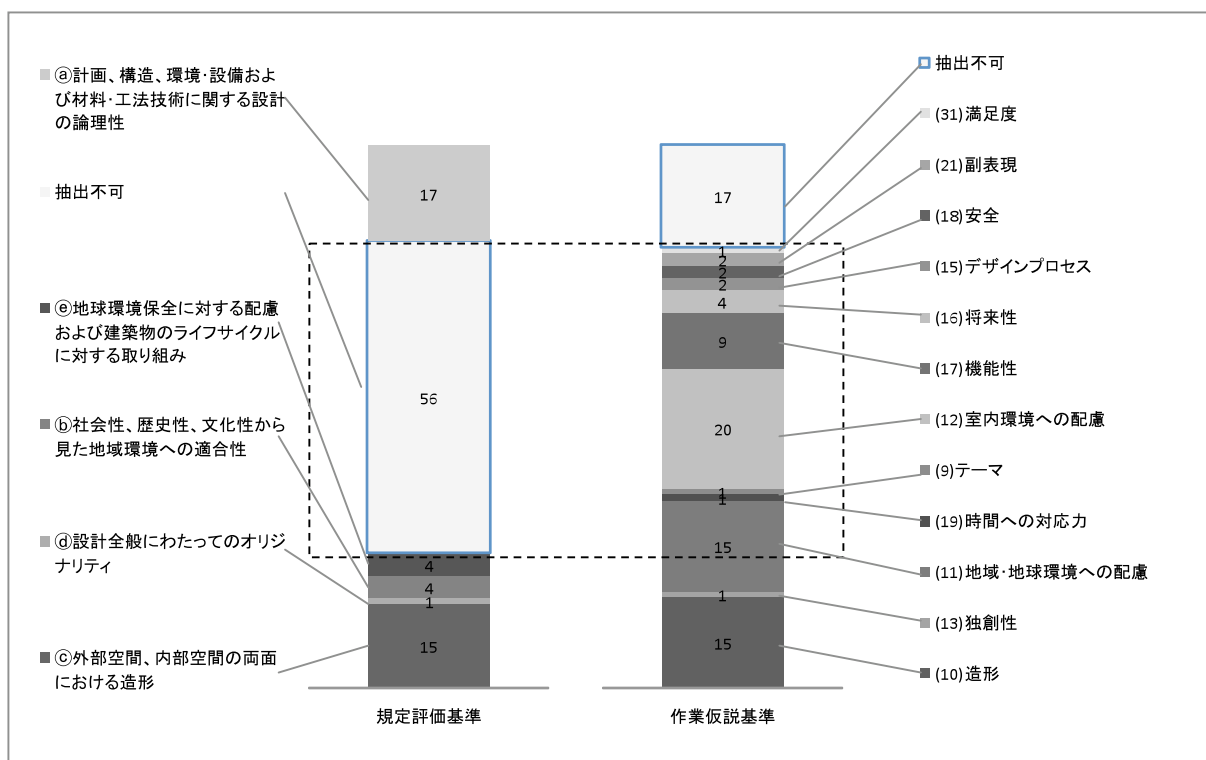 ⓐ計画、構造、環境・設備およ
び材料・工法技術に関する設計
の論理性
抽出不可
ⓔ地球環境保全に対する配慮
および建築物のライフサイクル
に対する取り組み
ⓑ社会性、歴史性、文化性から
見た地域環境への適合性
ⓓ設計全般にわたってのオリジ
ナリティ
ⓒ外部空間、内部空間の両面
における造形
17
56
4
4
1
15
規定評価基準
17
1
2
2
2
4
9
20
1
1
15
1
15
作業仮説基準
抽出不可
(31)満足度
(21)副表現
(18)安全
(15)デザインプロセス
(16)将来性
(17)機能性
(12)室内環境への配慮
(9)テーマ
(19)時間への対応力
(11)地域・地球環境への配慮
(13)独創性
(10)造形